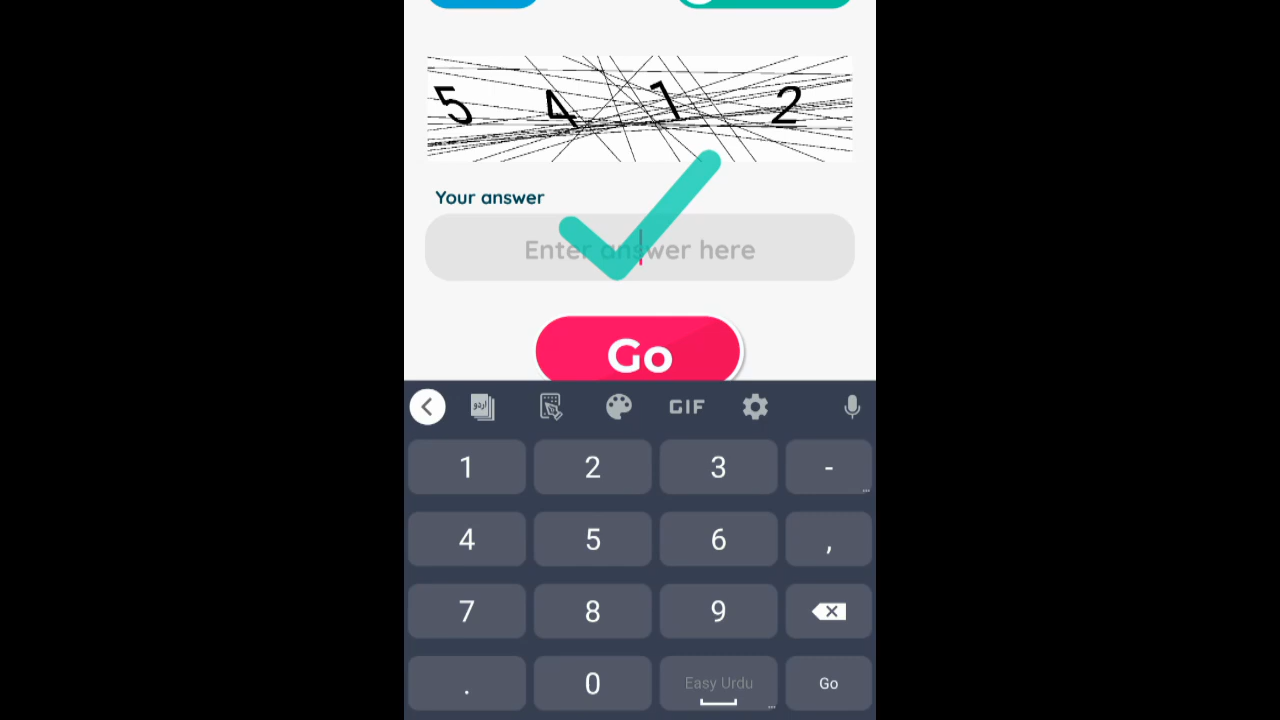 5 4 1 2
Your answer
Enter answer here
Go
اردو GIF
1 2 3 -
4 5 6 ,
7 8 9
. 0 Easy Urdu Go